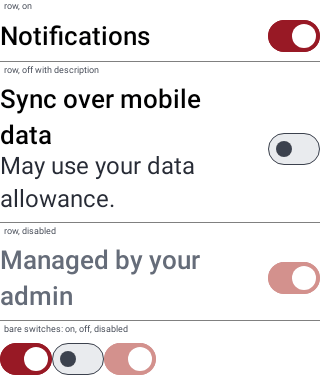 row, on
Notifications
row, off with description
Sync over mobile
data
May use your data
allowance.
row, disabled
Managed by your
admin
bare switches: on, off, disabled